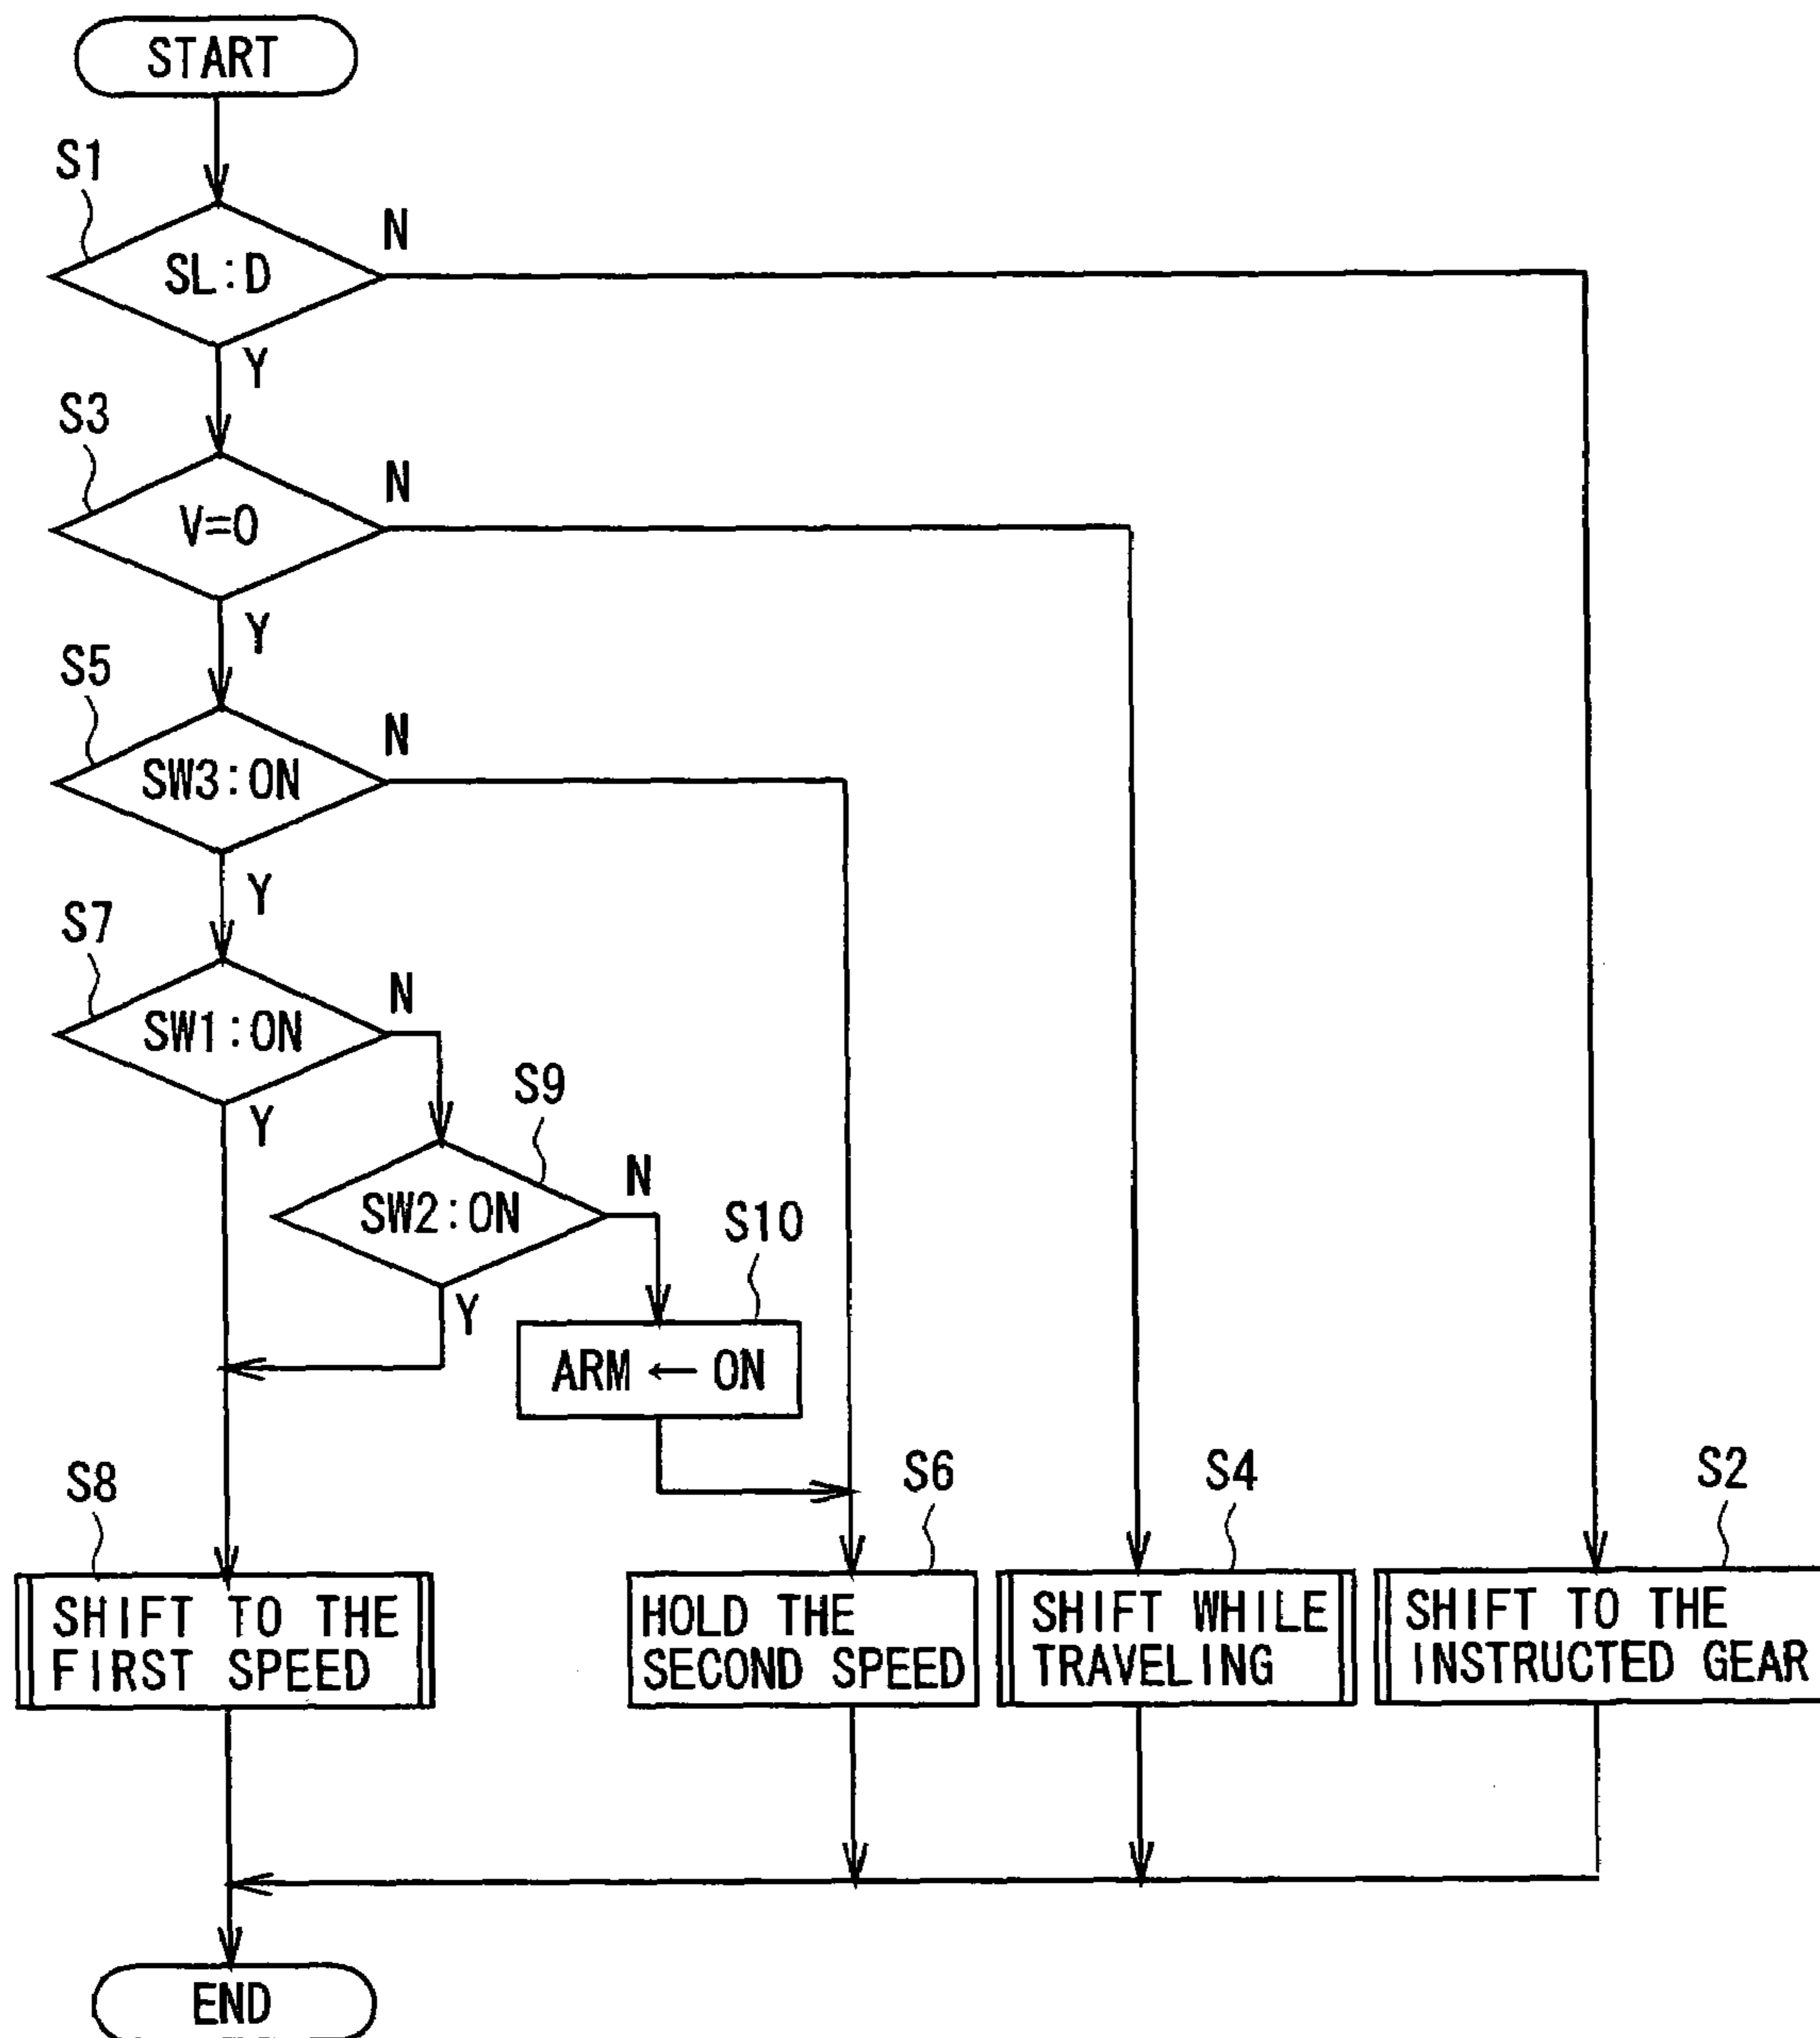 START
S1
SL:D
N
Y
S3
V=0
N
Y
S5
SW3:ON
N
Y
S7
SW1:ON
N
Y
S9
SW2:ON
N
Y
S10
ARM ← ON
S8
SHIFT TO THE
FIRST SPEED
S6
HOLD THE
SECOND SPEED
S4
SHIFT WHILE
TRAVELING
S2
SHIFT TO THE
INSTRUCTED GEAR
END